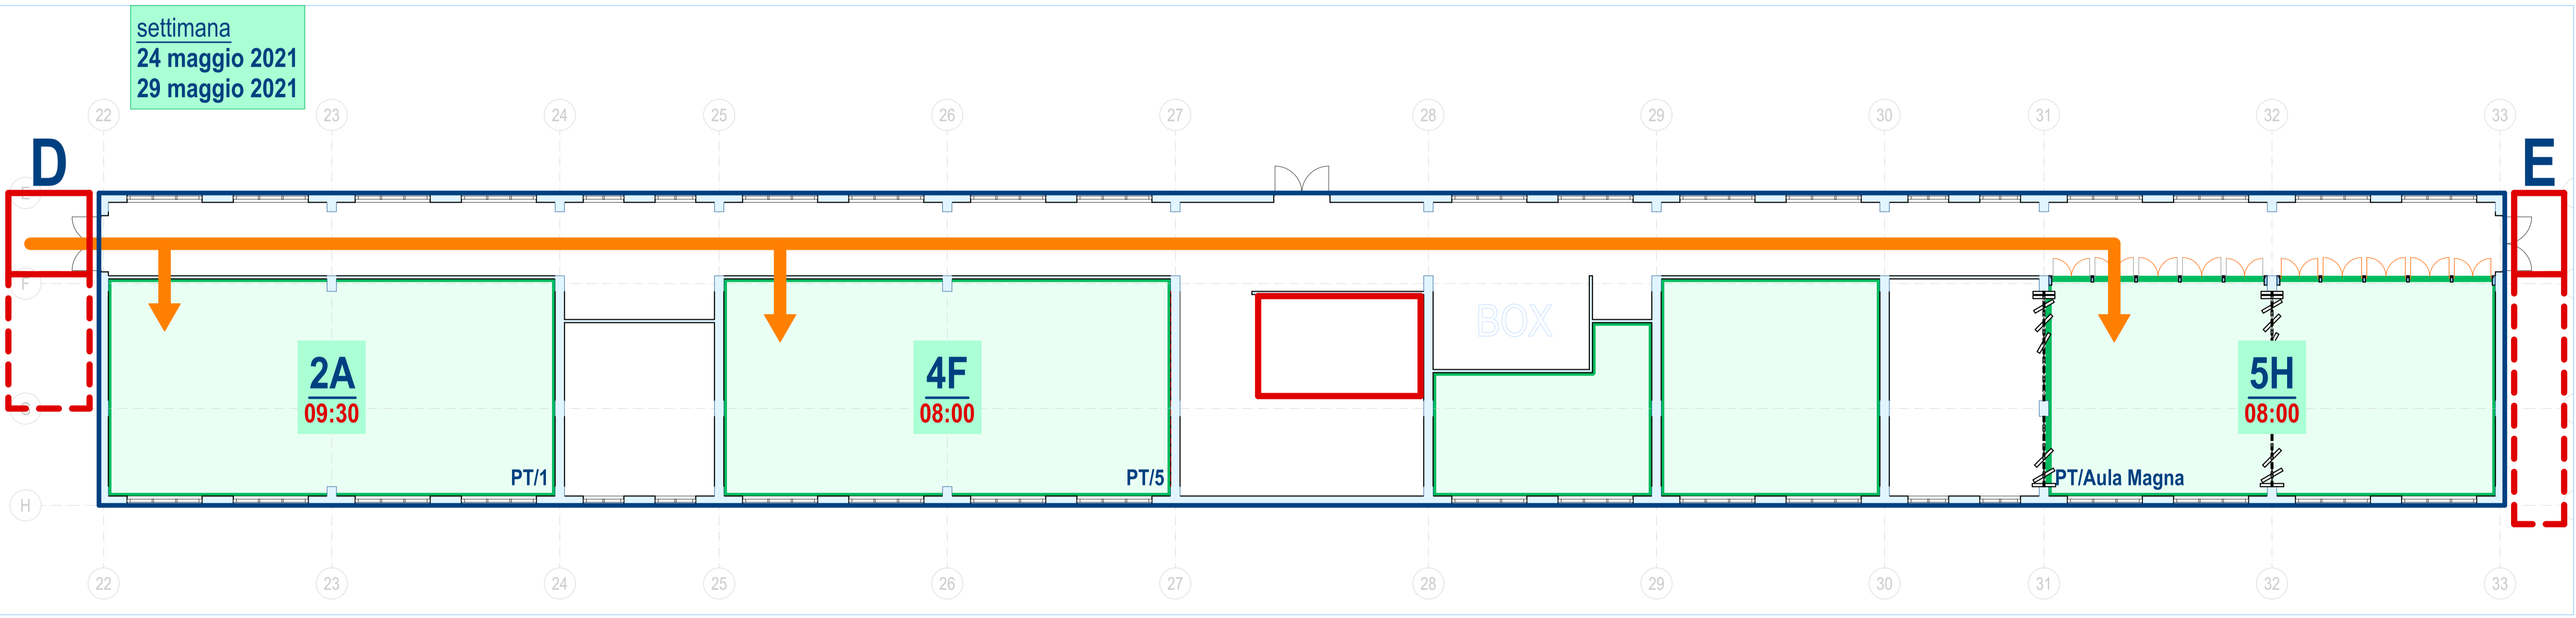 settimana
24 maggio 2021
29 maggio 2021
22 23 24 25 26 27 28 29 30 31 32 33
D
E
E
F
BOX
2A
09:30
4F
08:00
5H
08:00
G
PT/1
PT/5
PT/Aula Magna
H
22 23 24 25 26 27 28 29 30 31 32 33